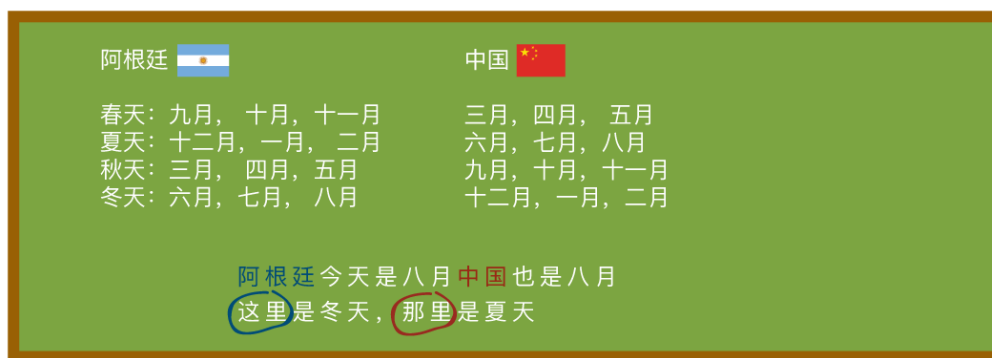 阿根廷 中国
春天：九月， 十月，十一月 三月，四月， 五月
夏天：十二月，一月， 二月 六月，七月，八月
秋天：三月， 四月，五月 九月，十月，十一月
冬天：六月，七月， 八月 十二月，一月，二月
阿根廷今天是八月中国也是八月
这里是冬天，那里是夏天